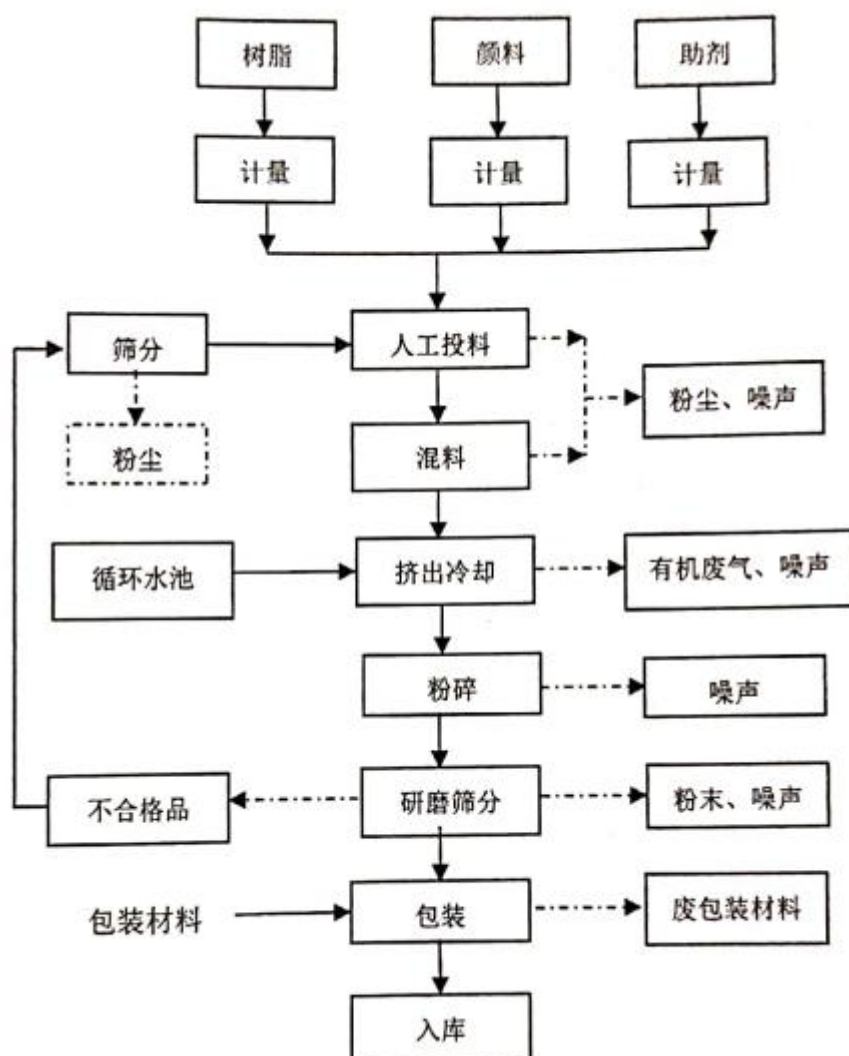 树脂
颜料
助剂
计量
计量
计量
筛分
人工投料
粉尘、噪声
粉尘
混料
循环水池
挤出冷却
有机废气、噪声
粉碎
噪声
不合格品
研磨筛分
粉末、噪声
包装材料
包装
废包装材料
入库